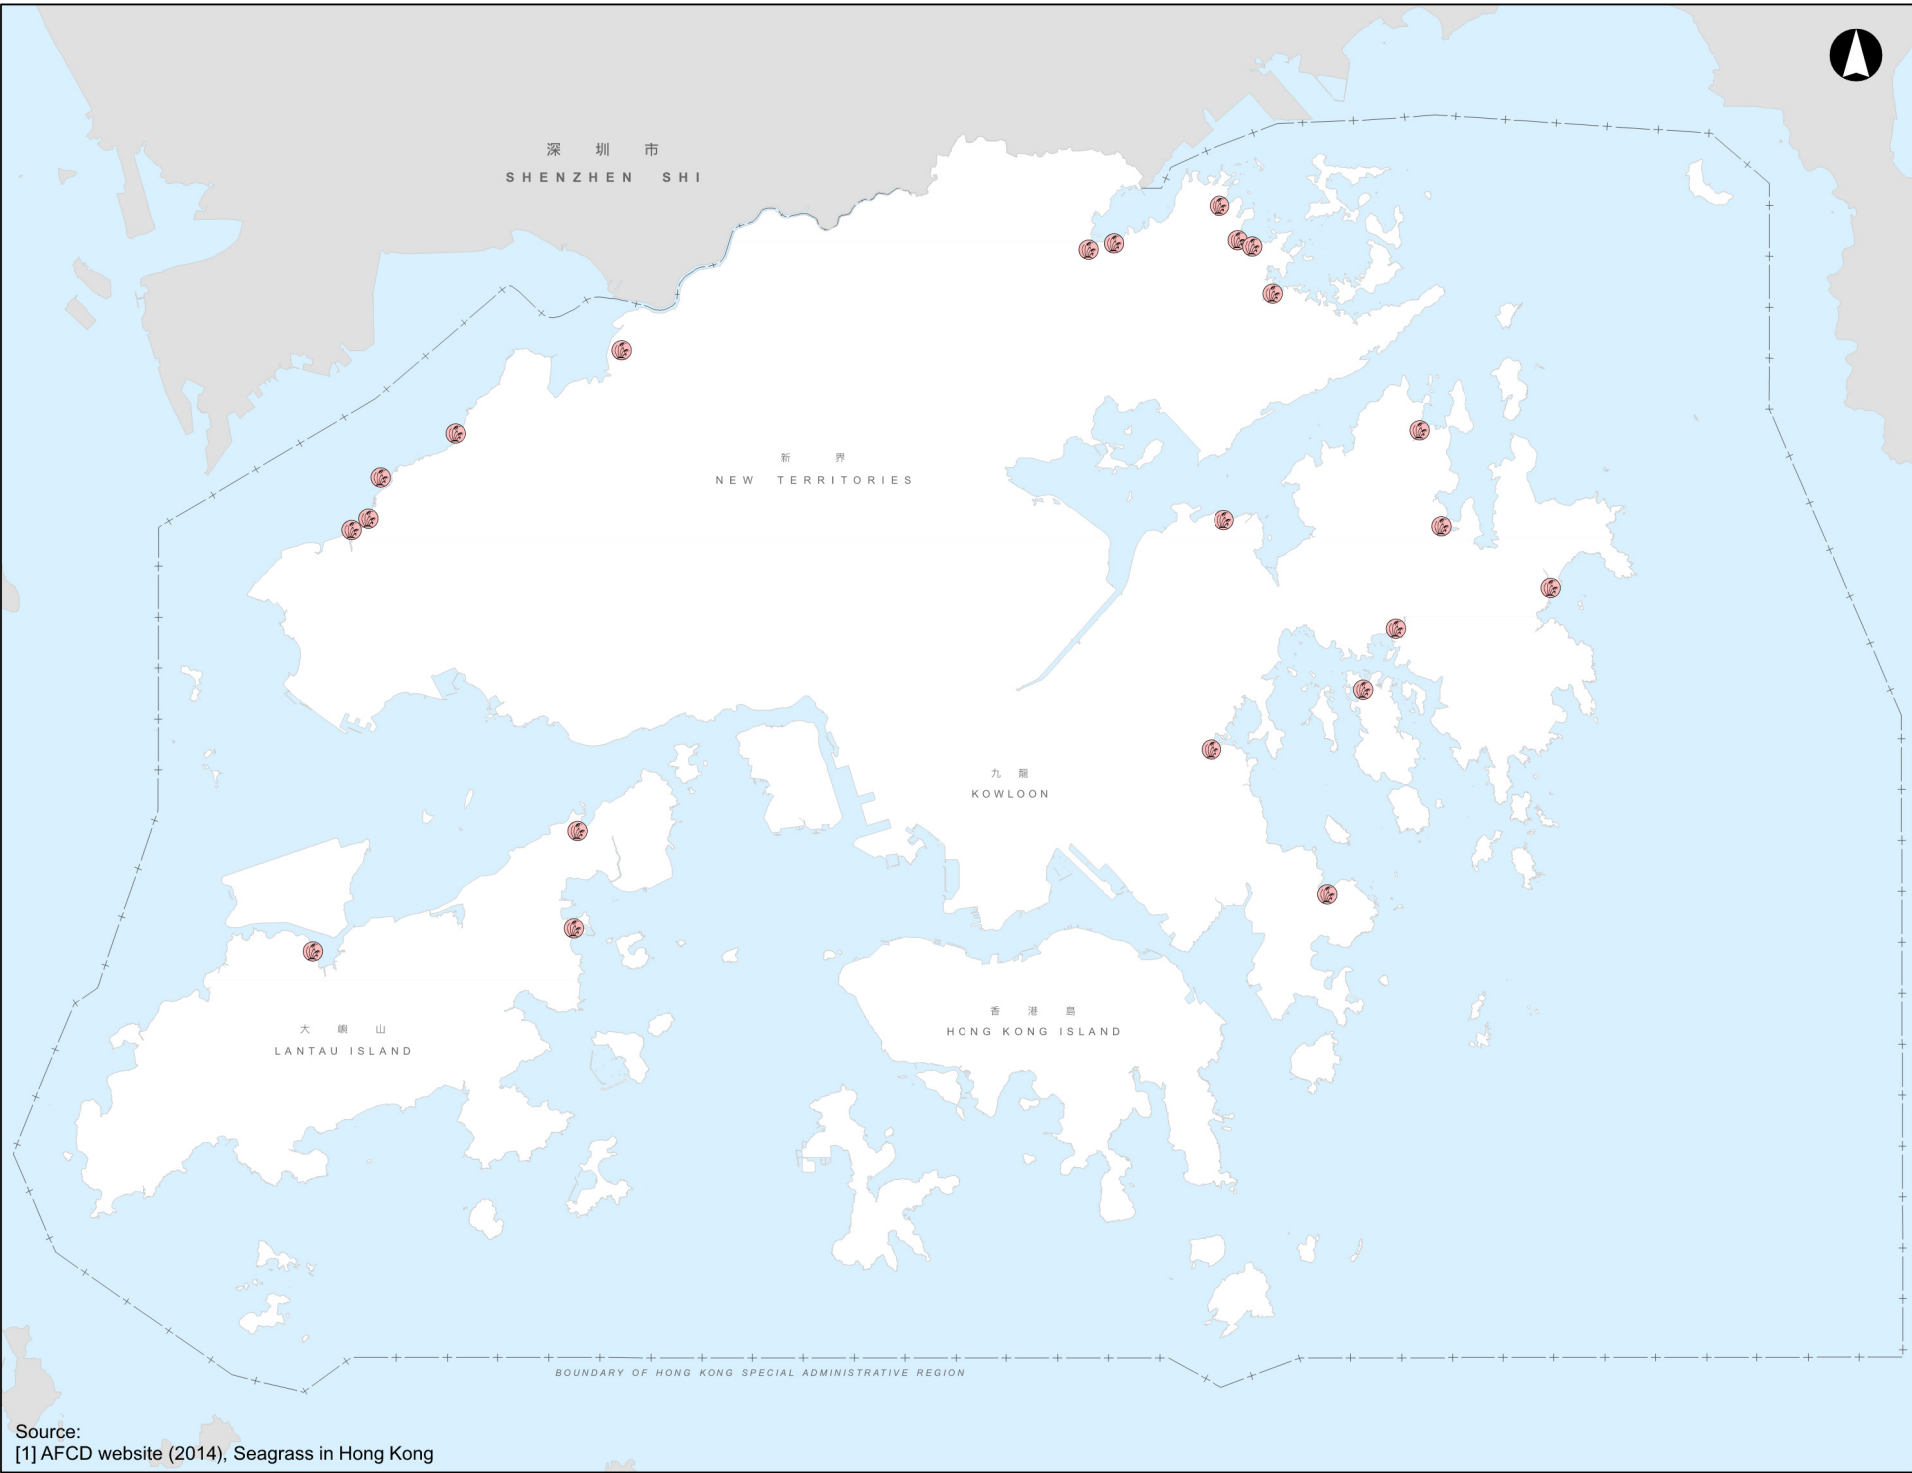 深 圳 市
SHENZHEN SHI
新 界
NEW TERRITORIES
九 龍
KOWLOON
香 港 島
HONG KONG ISLAND
大 嶼 山
LANTAU ISLAND
BOUNDARY OF HONG KONG SPECIAL ADMINISTRATIVE REGION
Source:
[1] AFCD website (2014), Seagrass in Hong Kong